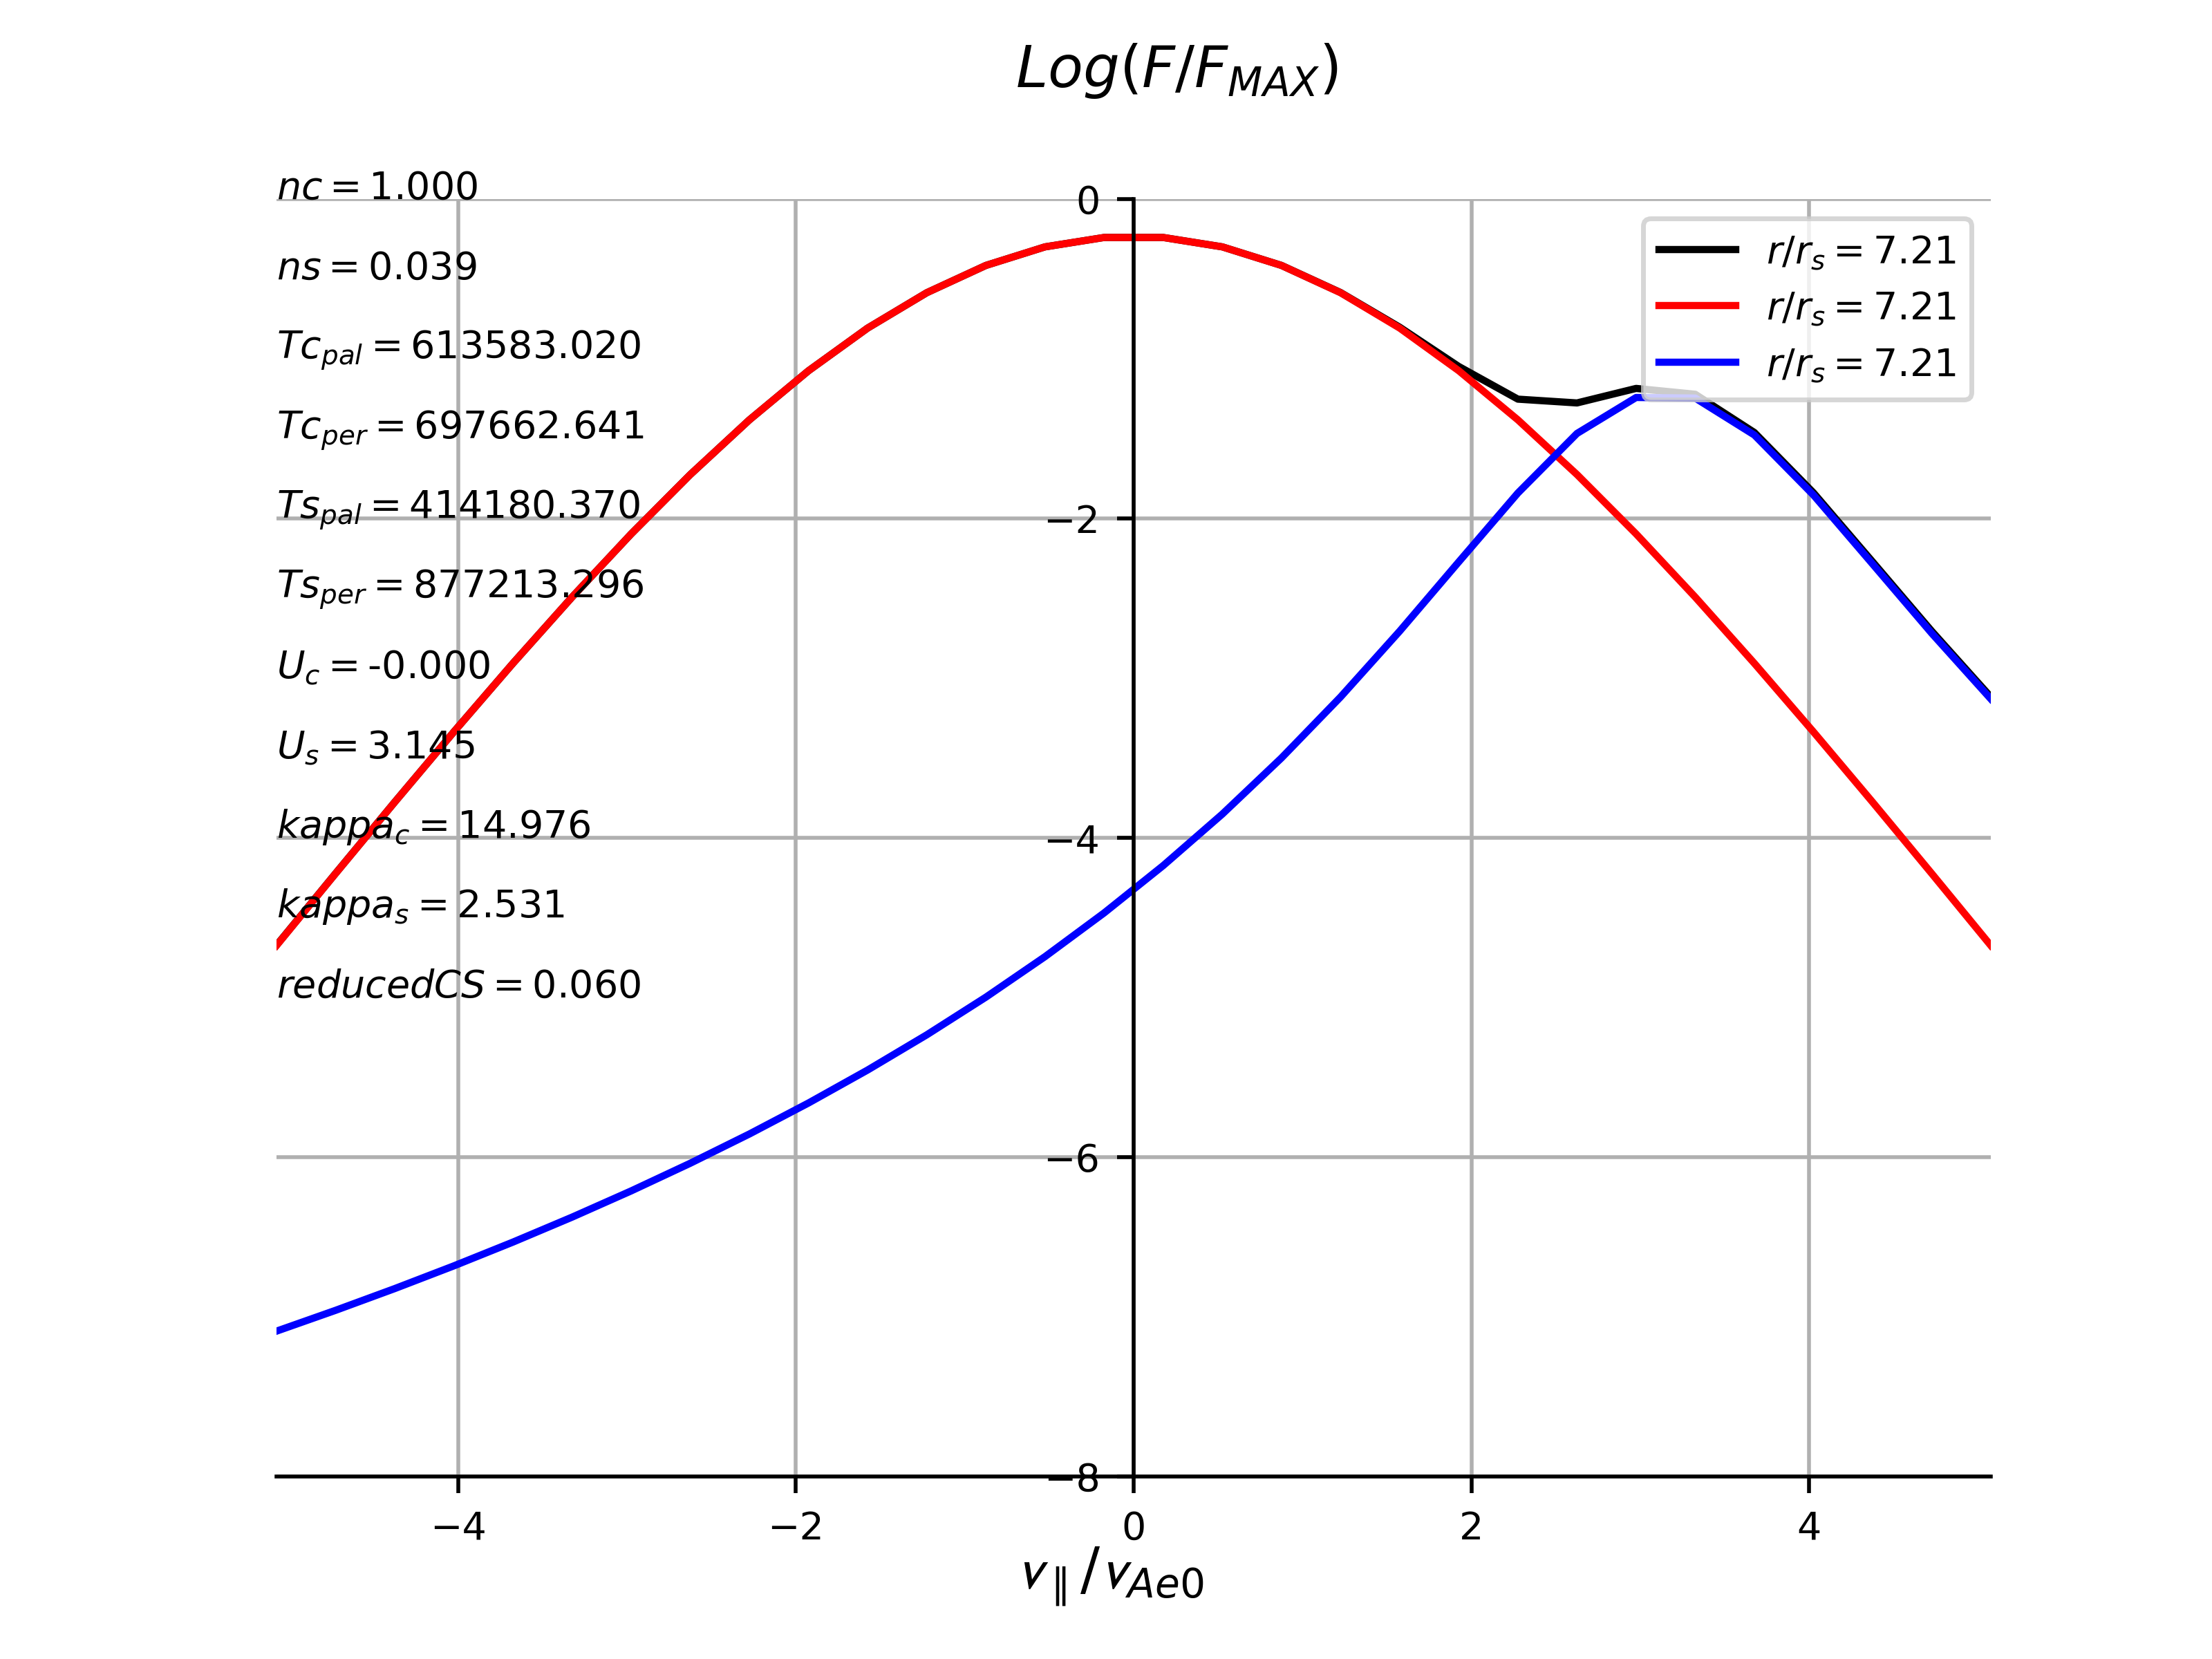 Log(F/F_MAX)
nc = 1.000
ns = 0.039
Tc_pal = 613583.020
Tc_per = 697662.641
Ts_pal = 414180.370
Ts_per = 877213.296
U_c = -0.000
U_s = 3.145
kappa_c = 14.976
kappa_s = 2.531
reducedCS = 0.060
0
−2
−4
−6
−8
r/r_s = 7.21
r/r_s = 7.21
r/r_s = 7.21
−4 −2 0 2 4
v_∥/v_Ae0